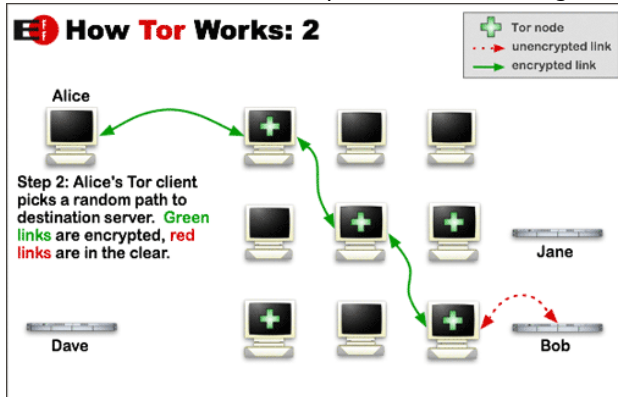 EFF How Tor Works: 2
Tor node
unencrypted link
encrypted link
Alice
Step 2: Alice's Tor client
picks a random path to
destination server. Green
links are encrypted, red
links are in the clear.
Jane
Dave
Bob